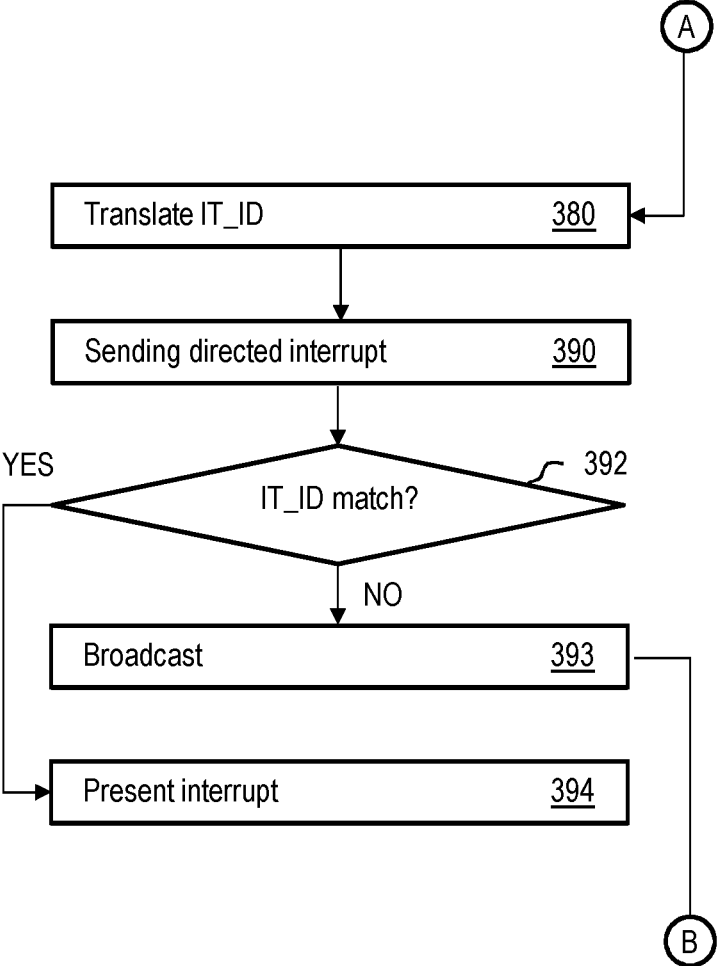 A
Translate IT_ID 380
Sending directed interrupt 390
YES
392
IT_ID match?
NO
Broadcast 393
Present interrupt 394
B